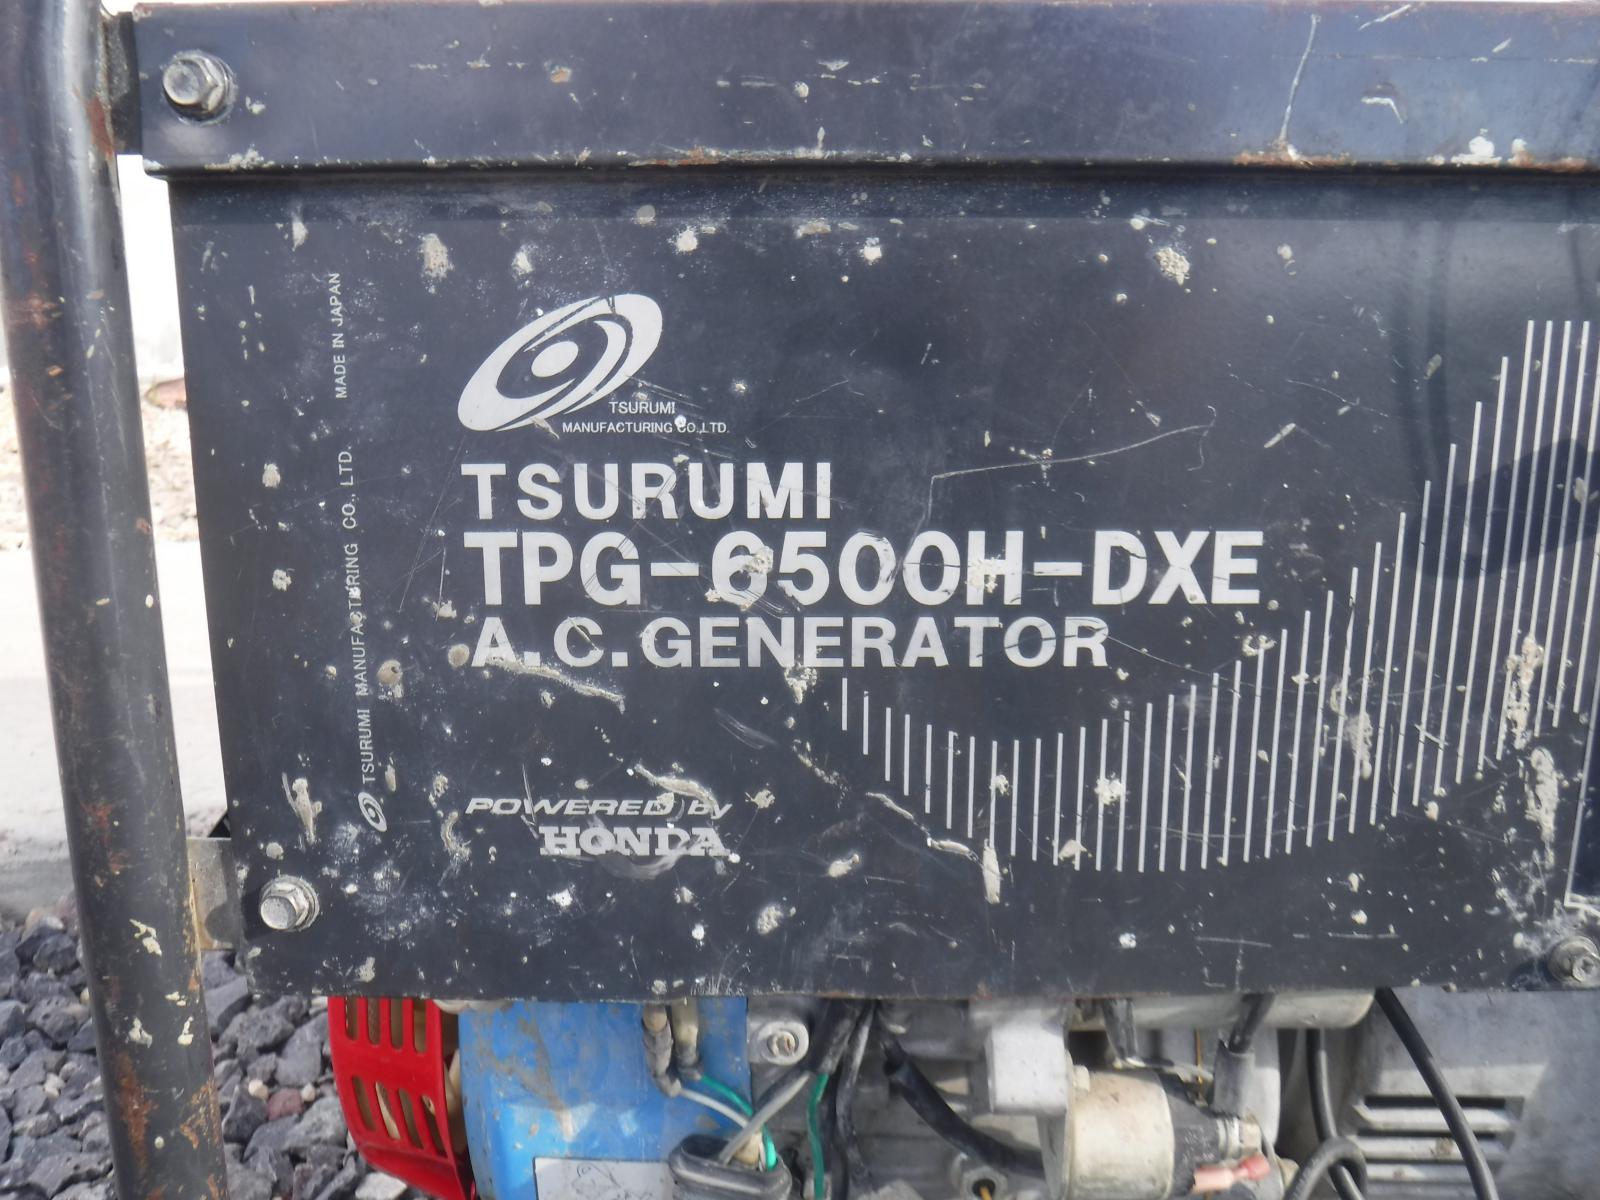 TSURUMI
MANUFACTURING CO.,LTD.
TSURUMI
TPG-6500H-DXE
A.C.GENERATOR
POWERED by
HONDA
TSURUMI MANUFACTURING CO., LTD. MADE IN JAPAN